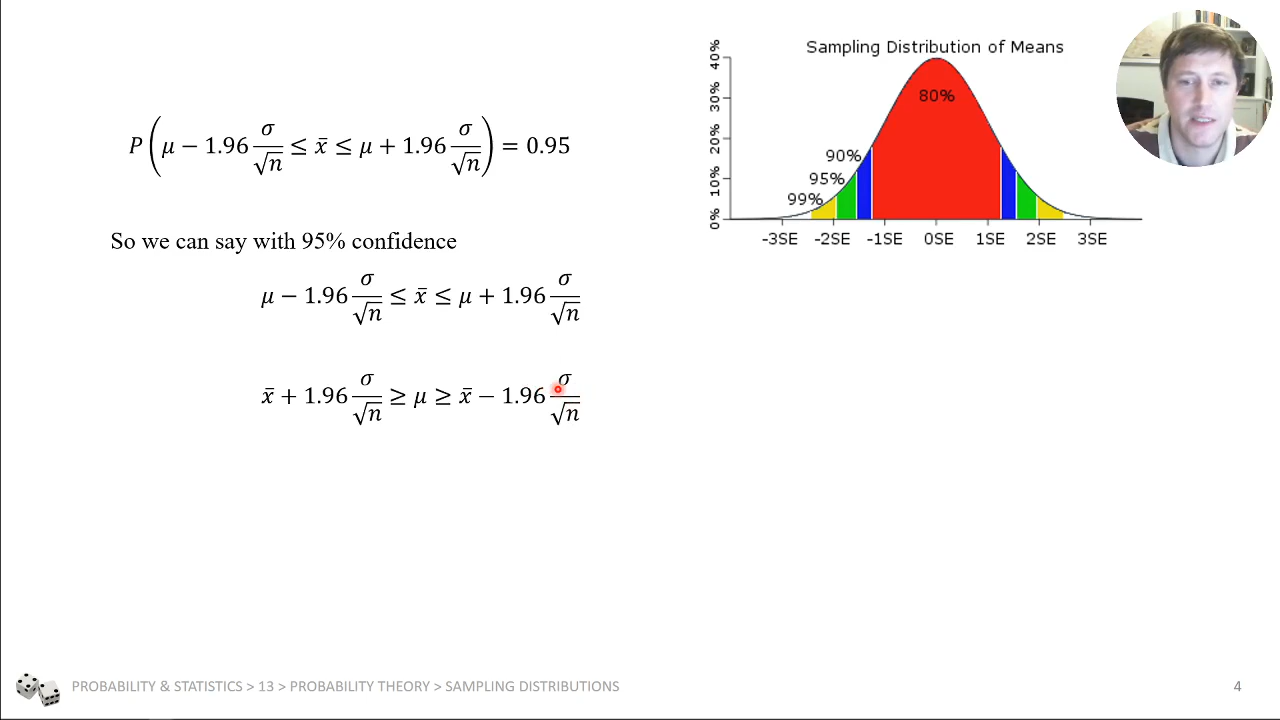 Sampling Distribution of Means
40%
30%
20%
10%
0%
80%
90%
95%
99%
-3SE -2SE -1SE 0SE 1SE 2SE 3SE
P(μ − 1.96 σ/√n ≤ x̄ ≤ μ + 1.96 σ/√n) = 0.95
So we can say with 95% confidence
μ − 1.96 σ/√n ≤ x̄ ≤ μ + 1.96 σ/√n
x̄ + 1.96 σ/√n ≥ μ ≥ x̄ − 1.96 σ/√n
PROBABILITY & STATISTICS > 13 > PROBABILITY THEORY > SAMPLING DISTRIBUTIONS
4